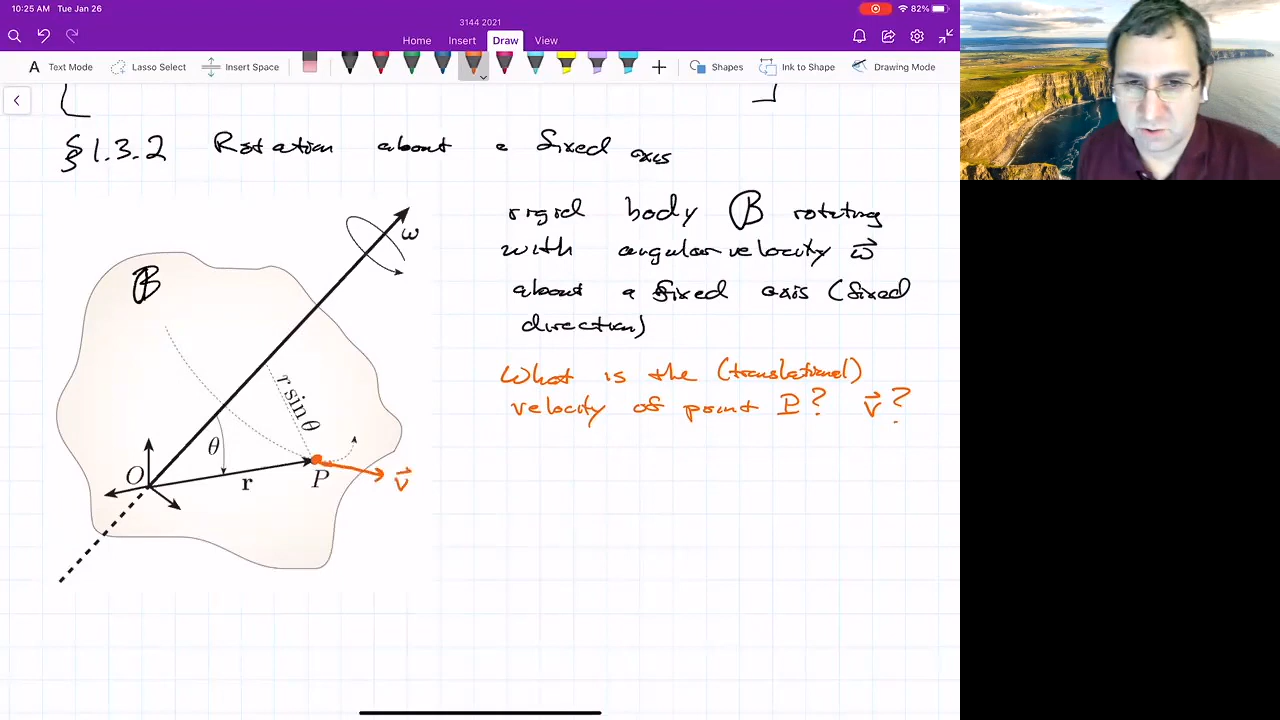 10:25 AM Tue Jan 26
82%
3144 2021
Home Insert Draw View
Text Mode Lasso Select Insert Space Shapes Ink to Shape Drawing Mode
§1.3.2 Rotation about a fixed axis
rigid body B rotating
with angular velocity ω⃗
about a fixed axis (fixed
direction)
What is the (translational)
velocity of point P? v⃗?
ω
B
r sin θ
θ
O
P
r
v⃗